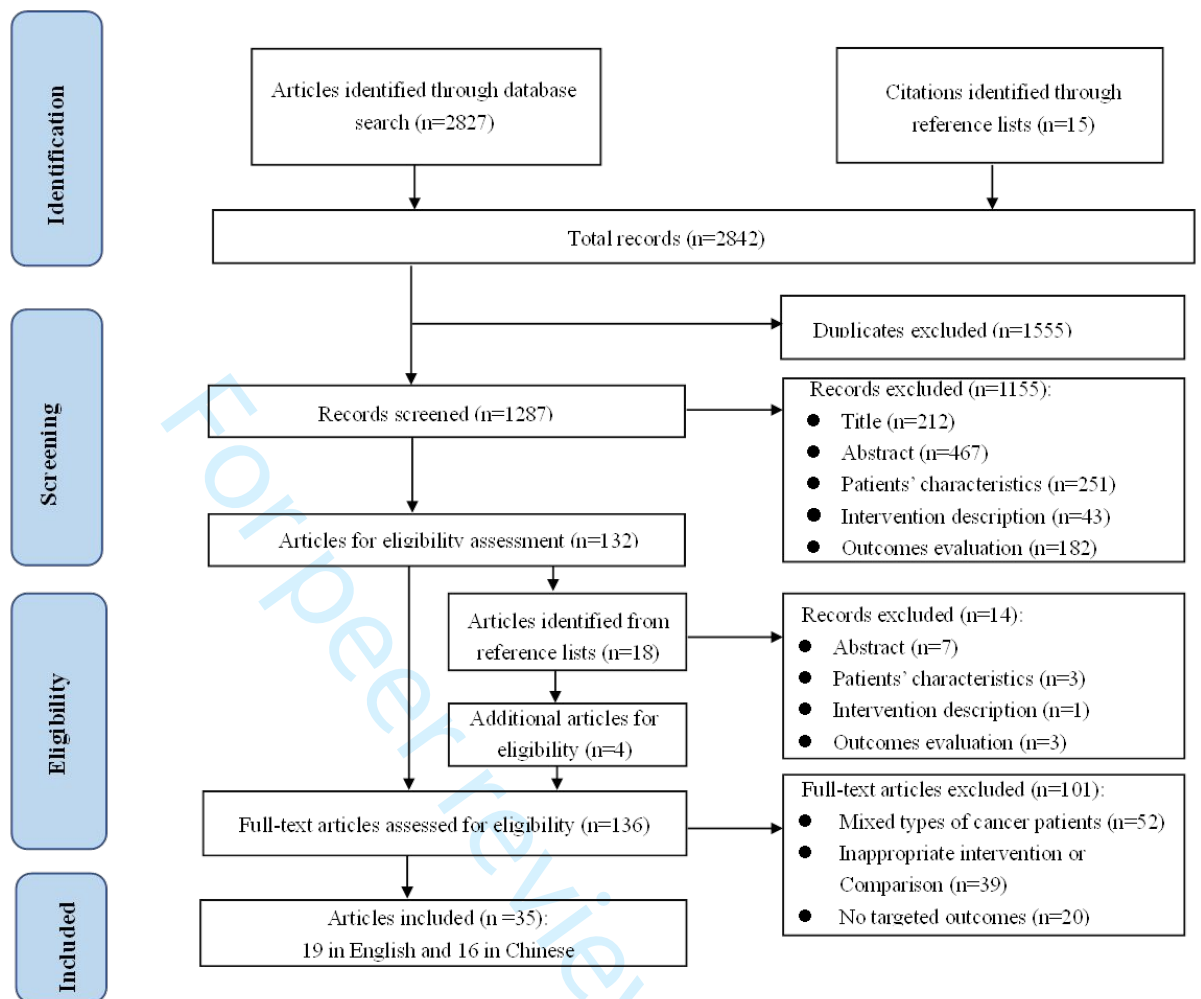 Identification
Articles identified through database
search (n=2827)
Citations identified through
reference lists (n=15)
Total records (n=2842)
Duplicates excluded (n=1555)
Screening
Records screened (n=1287)
Records excluded (n=1155):
● Title (n=212)
● Abstract (n=467)
● Patients' characteristics (n=251)
● Intervention description (n=43)
● Outcomes evaluation (n=182)
Articles for eligibility assessment (n=132)
Eligibility
Articles identified from
reference lists (n=18)
Records excluded (n=14):
● Abstract (n=7)
● Patients' characteristics (n=3)
● Intervention description (n=1)
● Outcomes evaluation (n=3)
Additional articles for
eligibility (n=4)
Full-text articles assessed for eligibility (n=136)
Full-text articles excluded (n=101):
● Mixed types of cancer patients (n=52)
● Inappropriate intervention or
Comparison (n=39)
● No targeted outcomes (n=20)
Included
Articles included (n =35):
19 in English and 16 in Chinese
For peer review